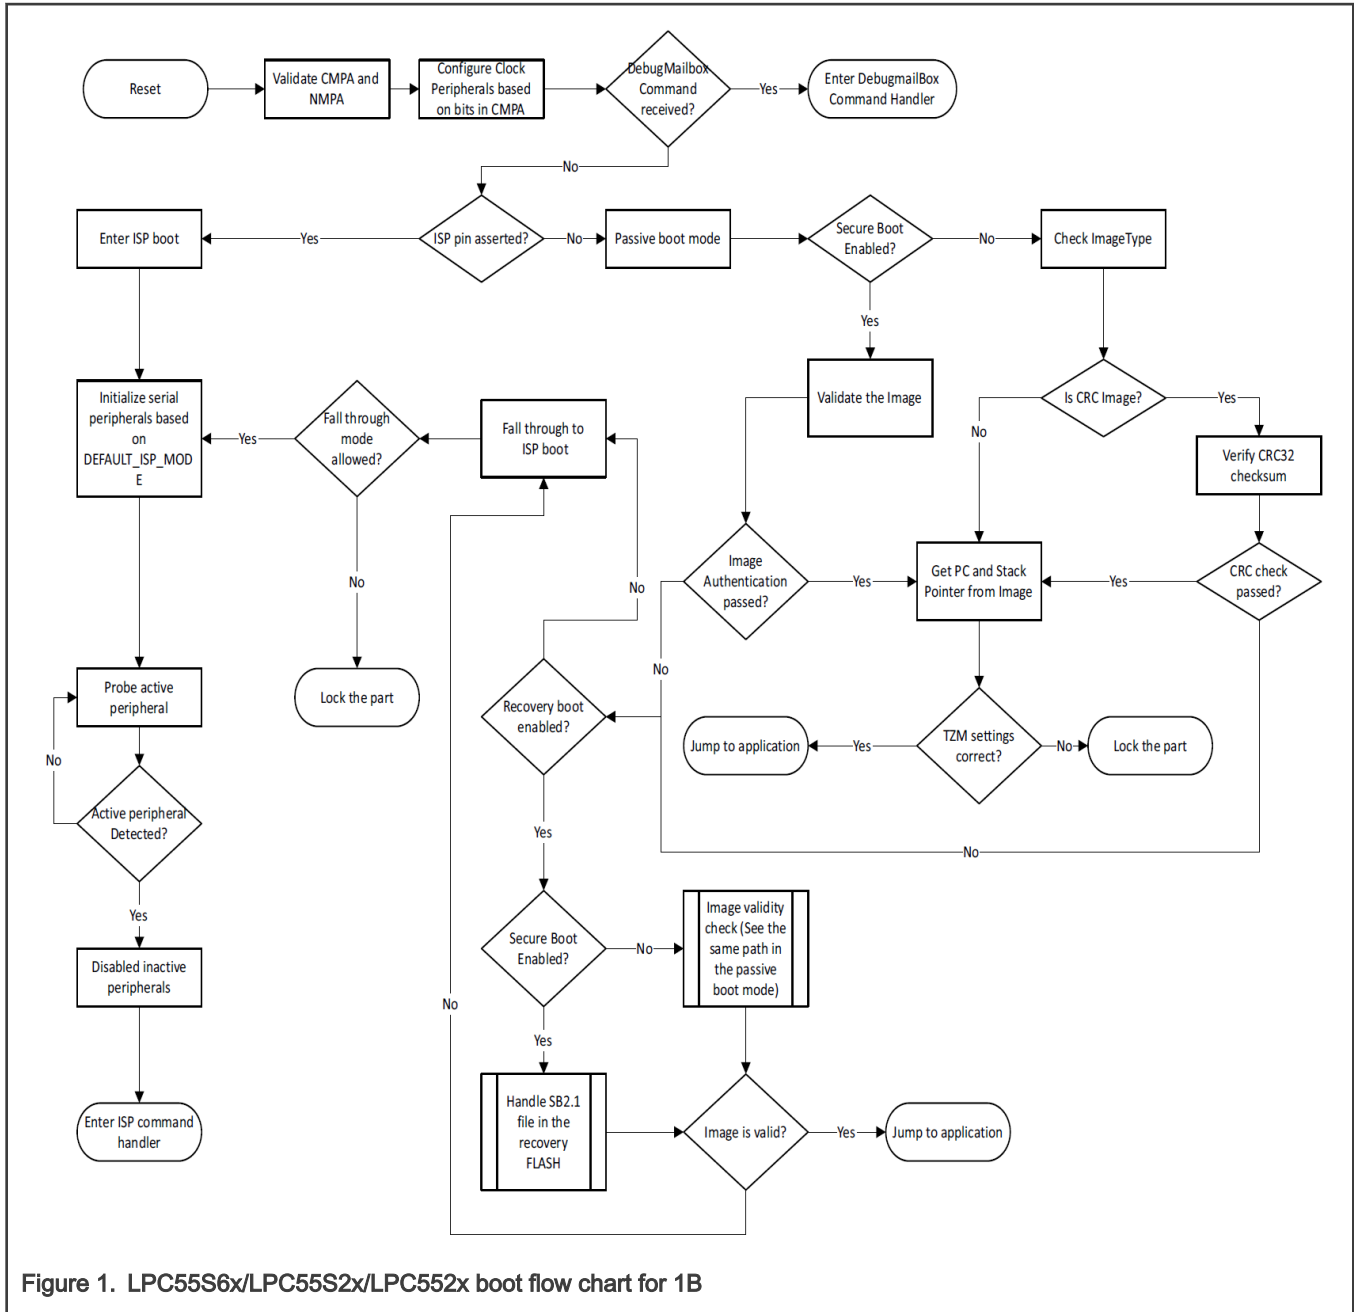 Reset
Validate CMPA and
NMPA
Configure Clock
Peripherals based
on bits in CMPA
DebugMailbox
Command
received?
Yes
Enter DebugmailBox
Command Handler
No
Enter ISP boot
Yes
ISP pin asserted?
No
Passive boot mode
Secure Boot
Enabled?
No
Check ImageType
Yes
Initialize serial
peripherals based
on
DEFAULT_ISP_MOD
E
Yes
Fall through
mode
allowed?
Fall through to
ISP boot
Validate the Image
Is CRC Image?
Yes
No
Verify CRC32
checksum
No
No
Image
Authentication
passed?
Yes
Get PC and Stack
Pointer from Image
Yes
CRC check
passed?
No
Probe active
peripheral
Lock the part
Recovery boot
enabled?
Jump to application
Yes
TZM settings
correct?
No
Lock the part
No
Active peripheral
Detected?
Yes
No
Yes
Secure Boot
Enabled?
No
Image validity
check (See the
same path in
the passive
boot mode)
Disabled inactive
peripherals
No
Yes
Enter ISP command
handler
Handle SB2.1
file in the
recovery
FLASH
Image is valid?
Yes
Jump to application
Figure 1. LPC55S6x/LPC55S2x/LPC552x boot flow chart for 1B